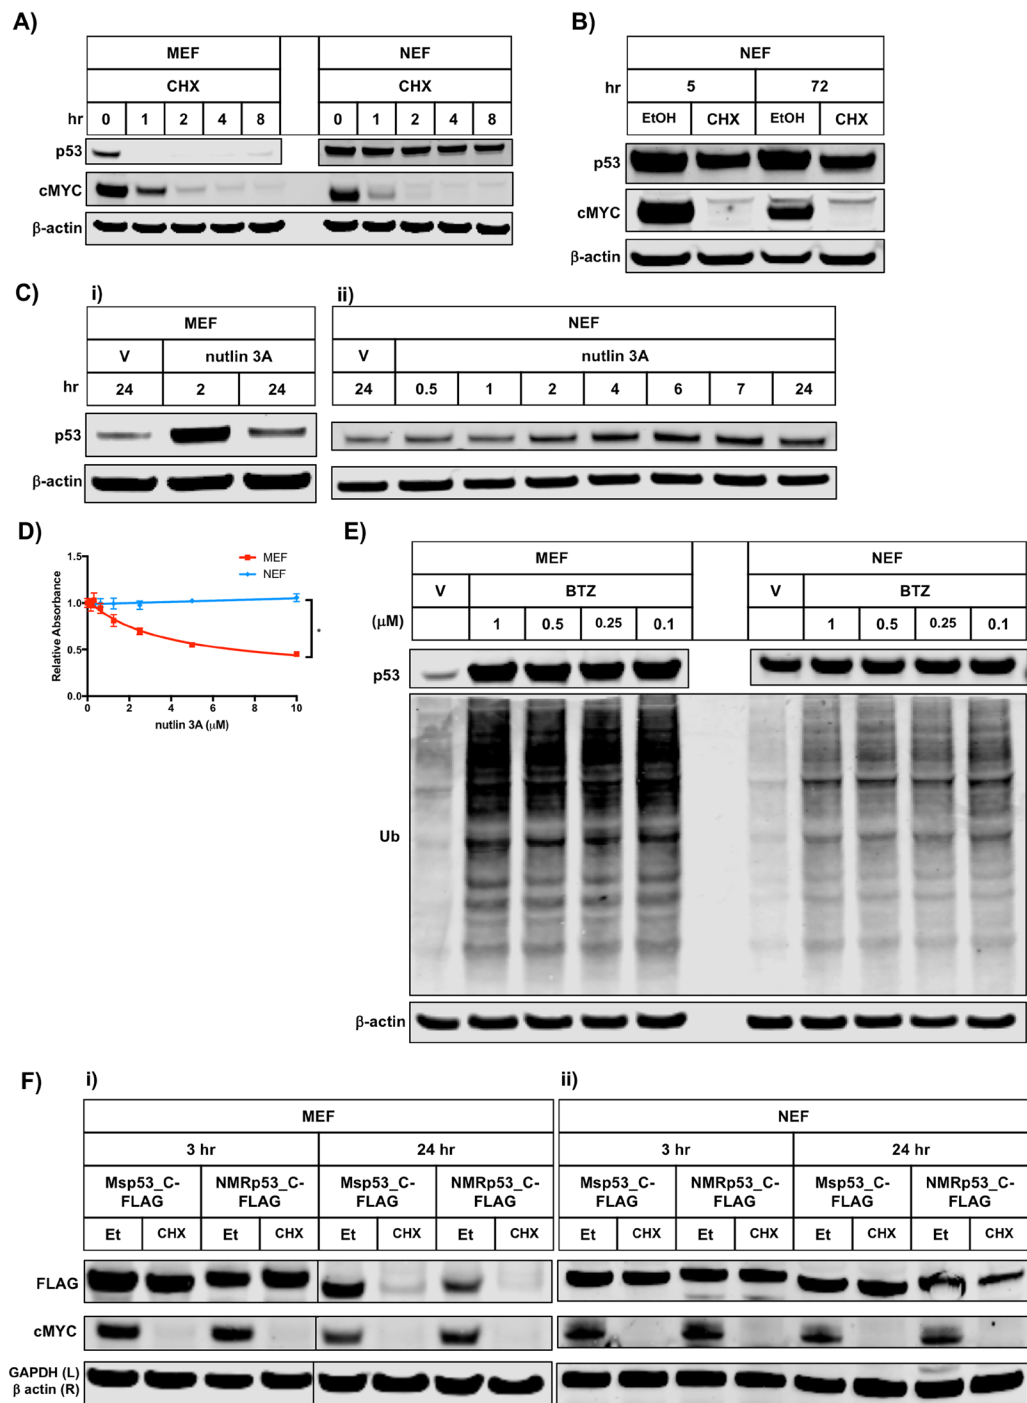 A)
MEF NEF
CHX CHX
hr 0 1 2 4 8 0 1 2 4 8
p53
cMYC
β-actin
B)
NEF
hr 5 72
EtOH CHX EtOH CHX
p53
cMYC
β-actin
C)
i)
MEF
V nutlin 3A
hr 24 2 24
p53
β-actin
ii)
NEF
V nutlin 3A
24 0.5 1 2 4 6 7 24
D)
1.5
1.0
0.5
0.0
Relative Absorbance
MEF
NEF
*
0 2 4 6 8 10
nutlin 3A (μM)
E)
MEF NEF
V BTZ V BTZ
(μM) 1 0.5 0.25 0.1 1 0.5 0.25 0.1
p53
Ub
β-actin
F)
i) ii)
MEF NEF
3 hr 24 hr 3 hr 24 hr
Msp53_C- NMRp53_C- Msp53_C- NMRp53_C- Msp53_C- NMRp53_C- Msp53_C- NMRp53_C-
FLAG FLAG FLAG FLAG FLAG FLAG FLAG FLAG
Et CHX Et CHX Et CHX Et CHX Et CHX Et CHX Et CHX Et CHX
FLAG
cMYC
GAPDH (L)
β actin (R)